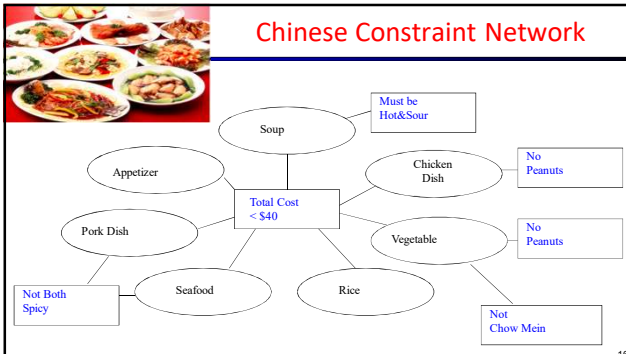 Chinese Constraint Network
Must be
Hot&Sour
Soup
Appetizer
Chicken
Dish
No
Peanuts
Total Cost
< $40
Pork Dish
Vegetable
No
Peanuts
Not Both
Spicy
Seafood
Rice
Not
Chow Mein